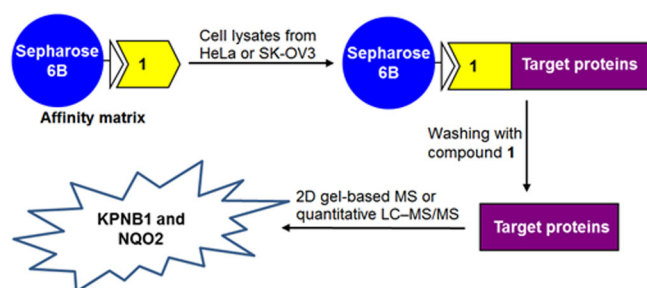 Sepharose
6B
1
Affinity matrix
Cell lysates from
HeLa or SK-OV3
Sepharose
6B
1
Target proteins
Washing with
compound 1
Target proteins
2D gel-based MS or
quantitative LC–MS/MS
KPNB1 and
NQO2